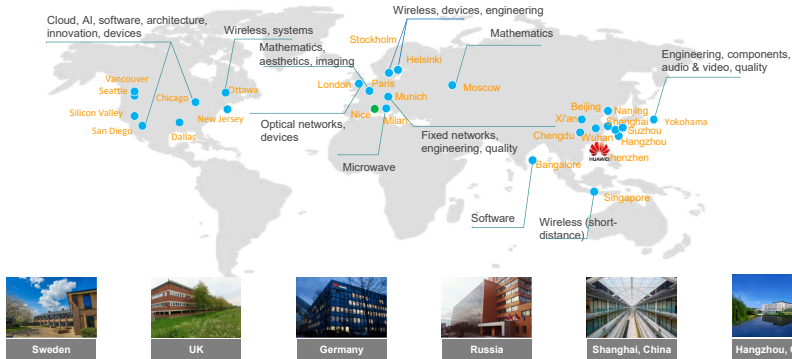 Cloud, AI, software, architecture,
innovation, devices
Wireless, systems
Mathematics,
aesthetics, imaging
Wireless, devices, engineering
Mathematics
Engineering, components,
audio & video, quality
Stockholm
Helsinki
Moscow
Vancouver
Seattle
Chicago
Ottawa
London
Paris
Munich
Silicon Valley
San Diego
Dallas
New Jersey
Nice
Milan
Beijing
Nanjing
Xi'an
Shanghai
Suzhou
Yokohama
Chengdu
Wuhan
Hangzhou
HUAWEI
henzhen
Bangalore
Singapore
Optical networks,
devices
Fixed networks,
engineering, quality
Microwave
Software
Wireless (short-
distance)
Sweden
UK
Germany
Russia
Shanghai, China
Hangzhou,